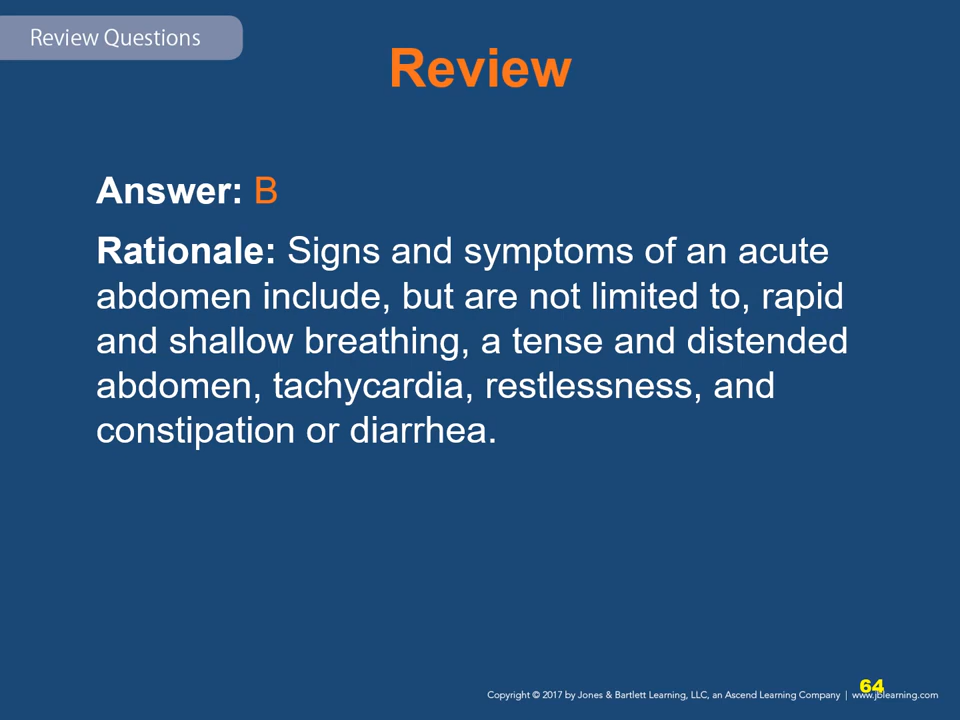 Review Questions
Review
Answer: B
Rationale: Signs and symptoms of an acute
abdomen include, but are not limited to, rapid
and shallow breathing, a tense and distended
abdomen, tachycardia, restlessness, and
constipation or diarrhea.
64
Copyright © 2017 by Jones & Bartlett Learning, LLC, an Ascend Learning Company | www.jblearning.com